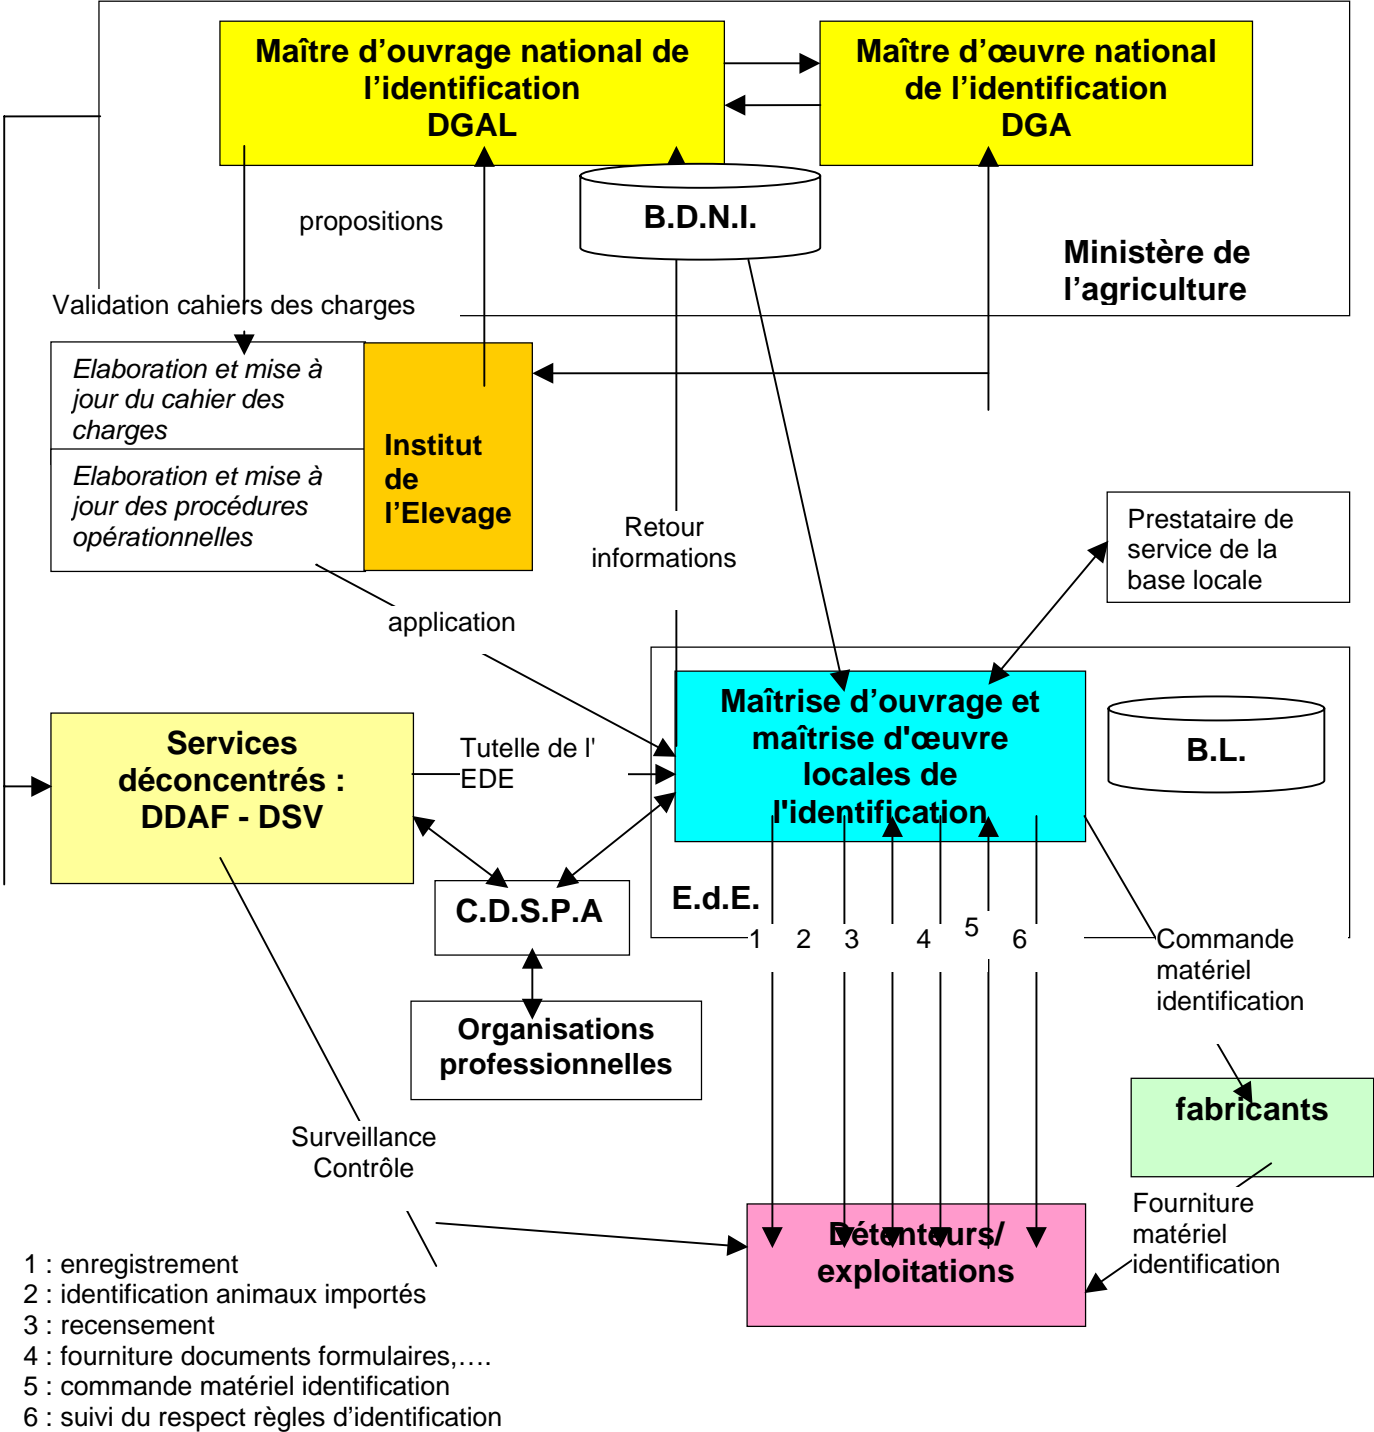 Maître d’ouvrage national de
l’identification
DGAL
Maître d’œuvre national
de l’identification
DGA
B.D.N.I.
propositions
Ministère de
l’agriculture
Validation cahiers des charges
Elaboration et mise à
jour du cahier des
charges
Elaboration et mise à
jour des procédures
opérationnelles
Institut
de
l’Elevage
Retour
informations
Prestataire de
service de la
base locale
application
Maîtrise d’ouvrage et
maîtrise d'œuvre
locales de
l'identification
B.L.
Services
déconcentrés :
DDAF - DSV
Tutelle de l'
EDE
C.D.S.P.A
E.d.E.
1 2 3 4 5 6
Commande
matériel
identification
Organisations
professionnelles
fabricants
Surveillance
Contrôle
Fourniture
matériel
identification
Détenteurs/
exploitations
1 : enregistrement
2 : identification animaux importés
3 : recensement
4 : fourniture documents formulaires,….
5 : commande matériel identification
6 : suivi du respect règles d’identification